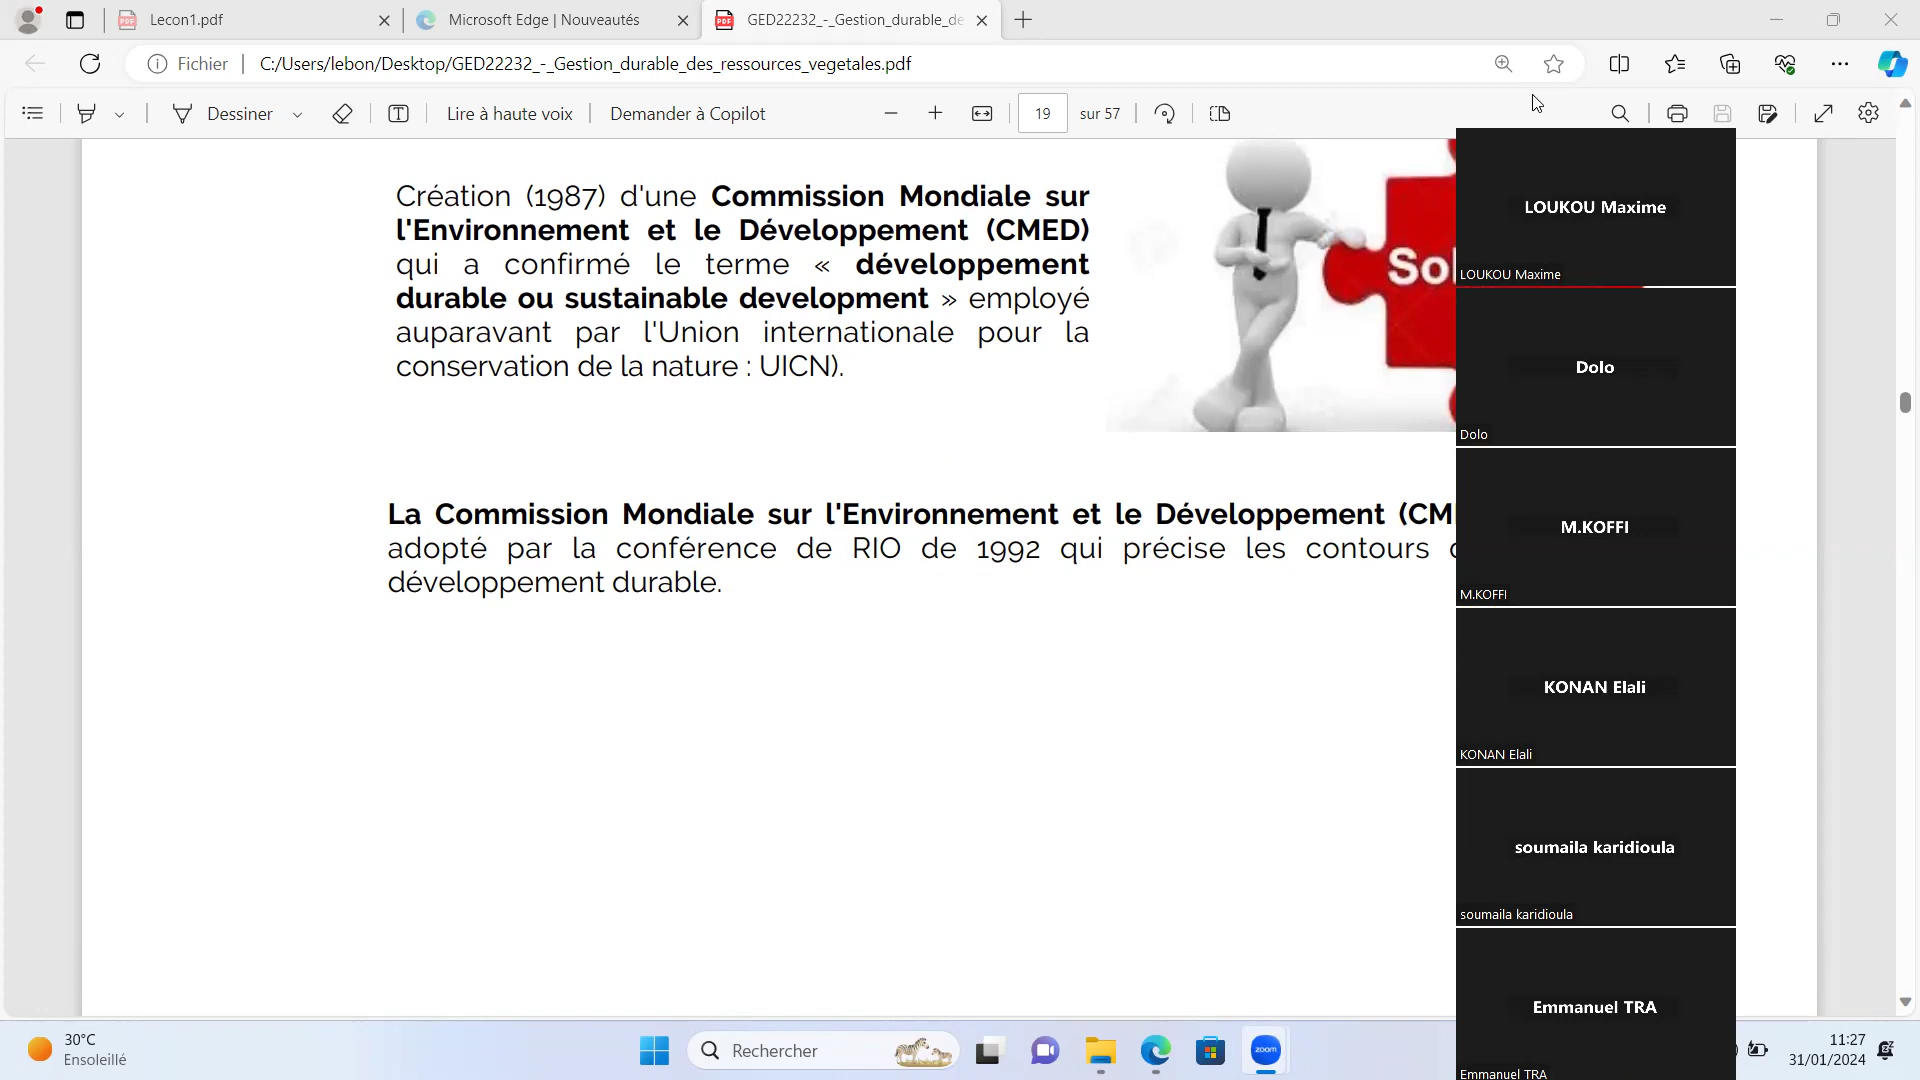 Lecon1.pdf
Microsoft Edge | Nouveautés
GED22232_-_Gestion_durable_de
Fichier
C:/Users/lebon/Desktop/GED22232_-_Gestion_durable_des_ressources_vegetales.pdf
Dessiner
Lire à haute voix
Demander à Copilot
19 sur 57
Création (1987) d'une Commission Mondiale sur
l'Environnement et le Développement (CMED)
qui a confirmé le terme « développement
durable ou sustainable development » employé
auparavant par l'Union internationale pour la
conservation de la nature : UICN).
Sol
La Commission Mondiale sur l'Environnement et le Développement (CM
adopté par la conférence de RIO de 1992 qui précise les contours
développement durable.
LOUKOU Maxime
LOUKOU Maxime
Dolo
Dolo
M.KOFFI
M.KOFFI
KONAN Elali
KONAN Elali
soumaila karidioula
soumaila karidioula
Emmanuel TRA
Emmanuel TRA
30°C
Ensoleillé
Rechercher
zoom
11:27
31/01/2024